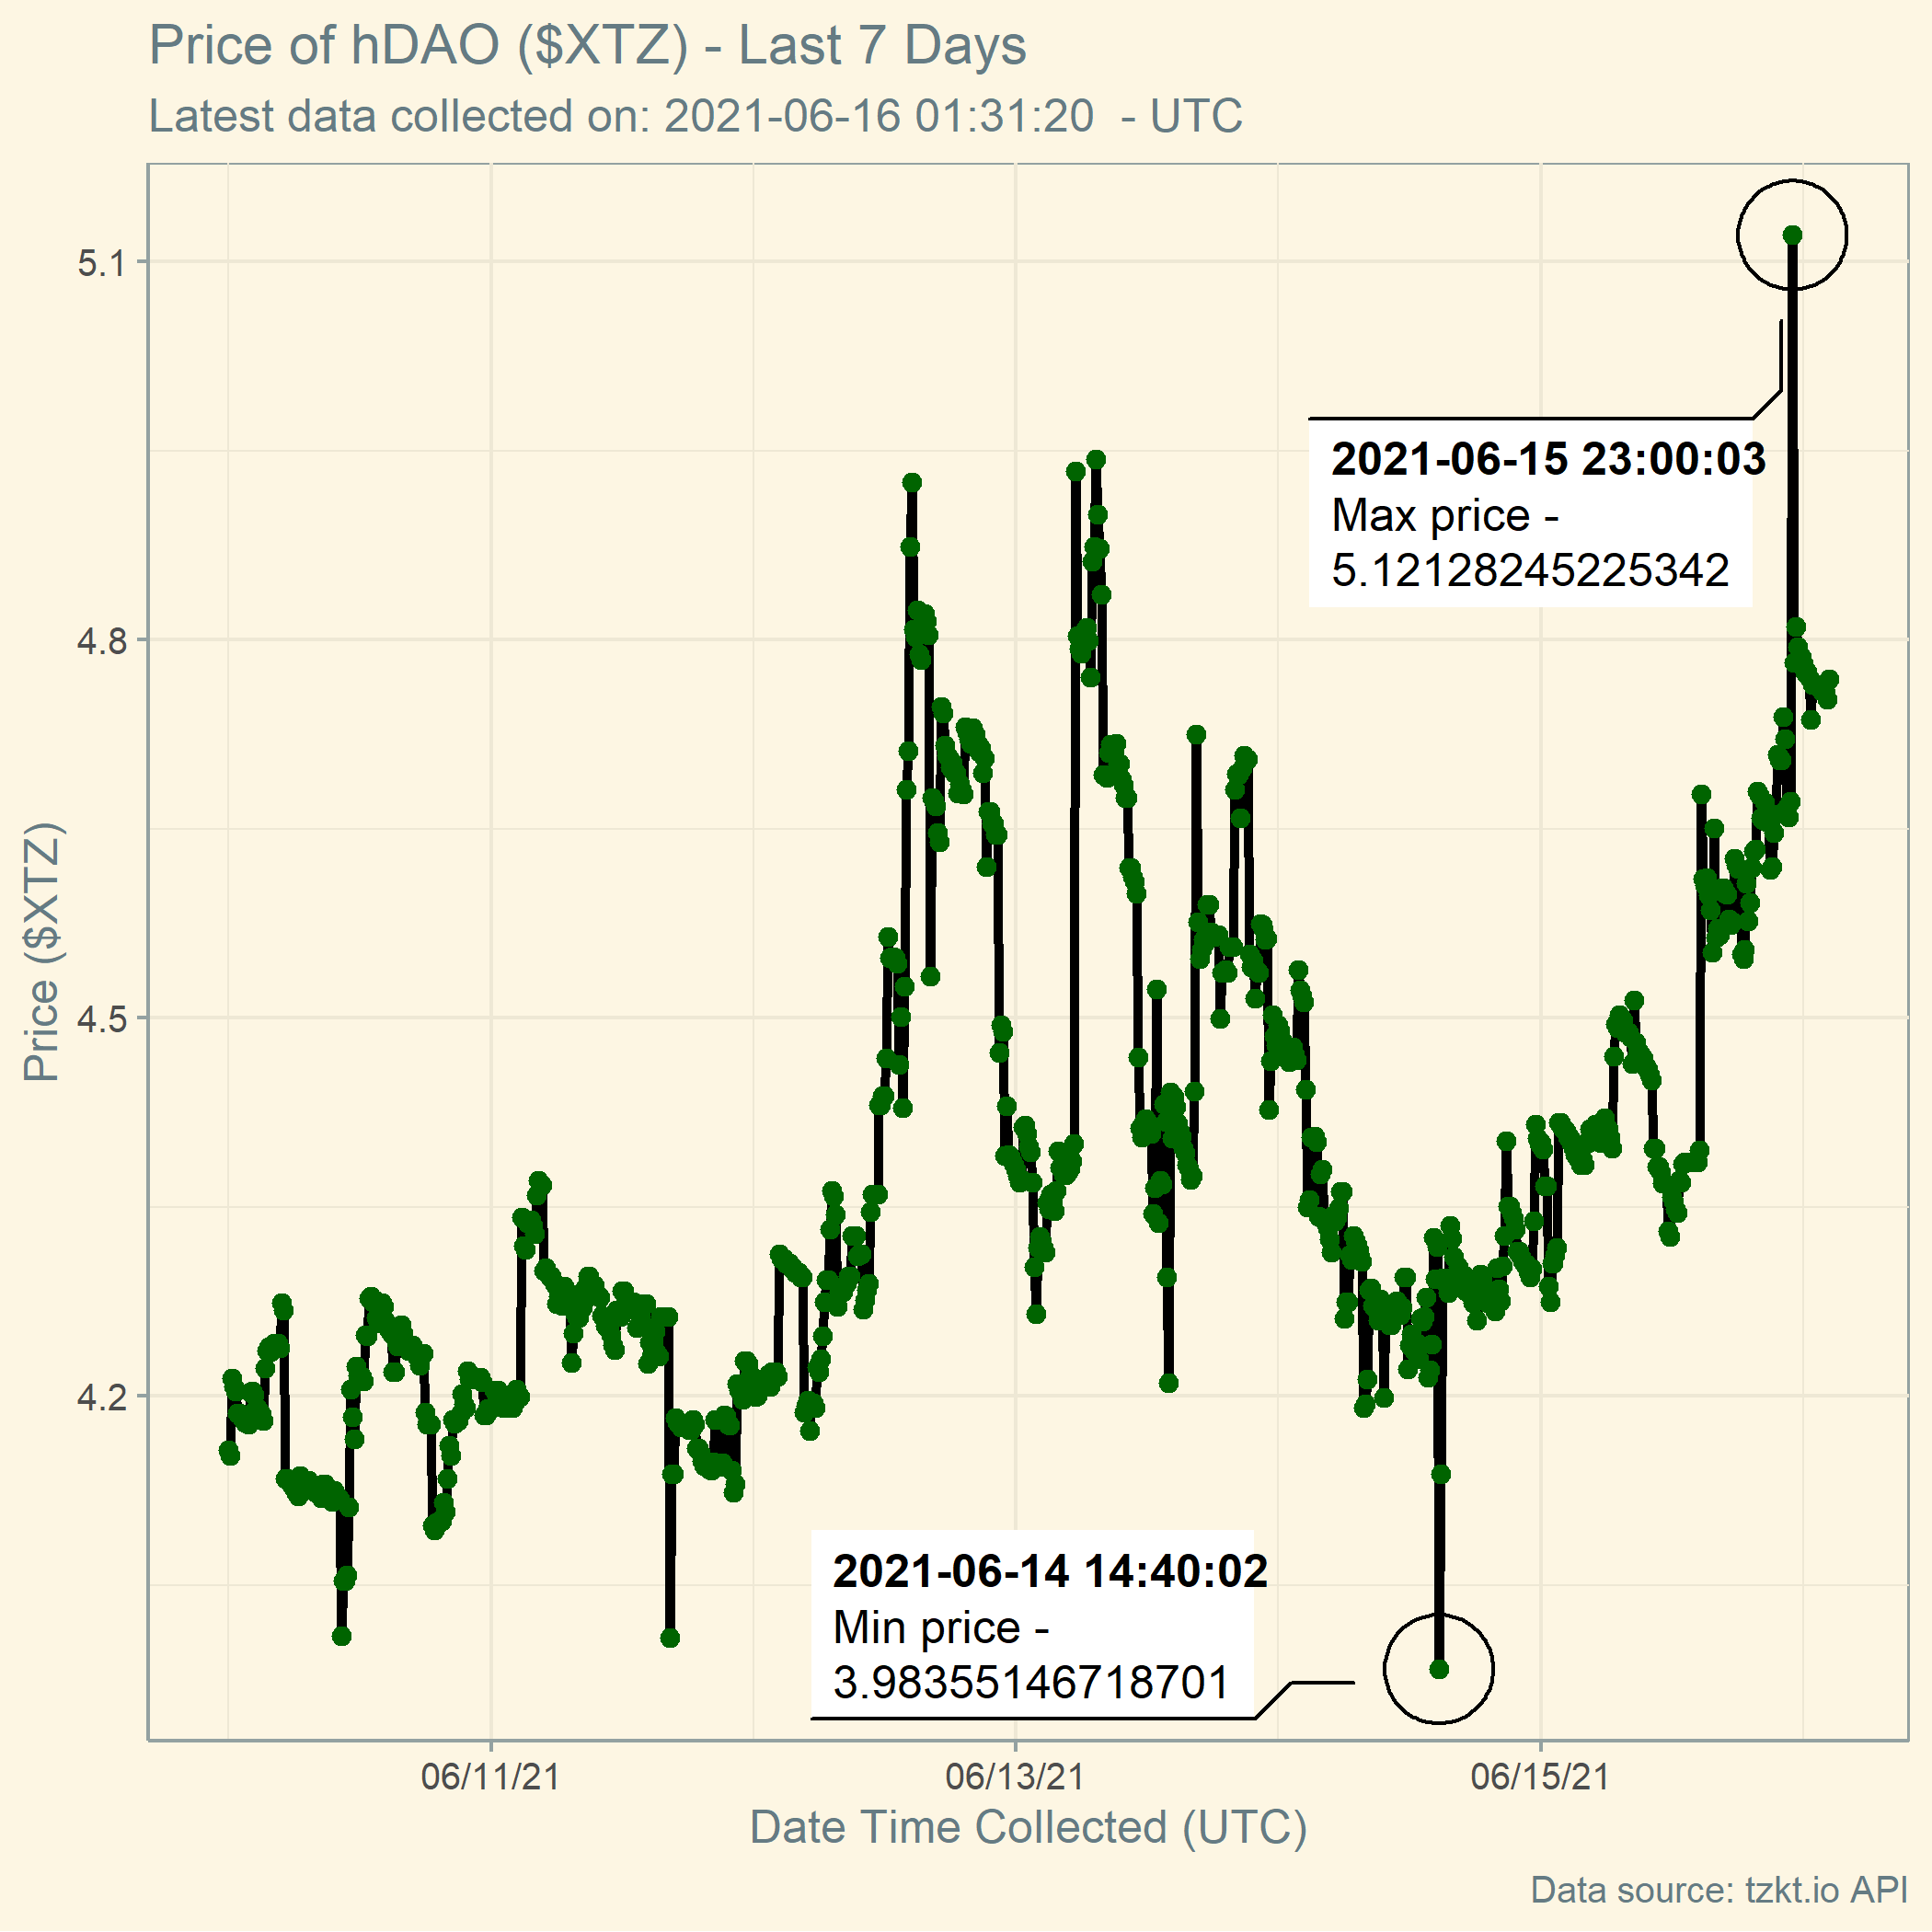 Price of hDAO ($XTZ) - Last 7 Days
Latest data collected on: 2021-06-16 01:31:20  - UTC
5.1
4.8
4.5
4.2
Price ($XTZ)
2021-06-15 23:00:03
Max price -
5.12128245225342
2021-06-14 14:40:02
Min price -
3.98355146718701
06/11/21
06/13/21
06/15/21
Date Time Collected (UTC)
Data source: tzkt.io API